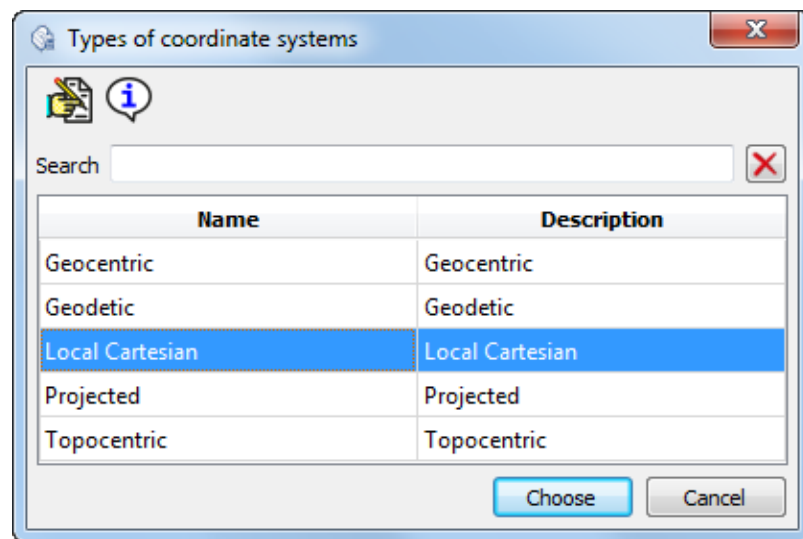 Types of coordinate systems
i
Search
Name Description
Geocentric Geocentric
Geodetic Geodetic
Local Cartesian Local Cartesian
Projected Projected
Topocentric Topocentric
Choose Cancel